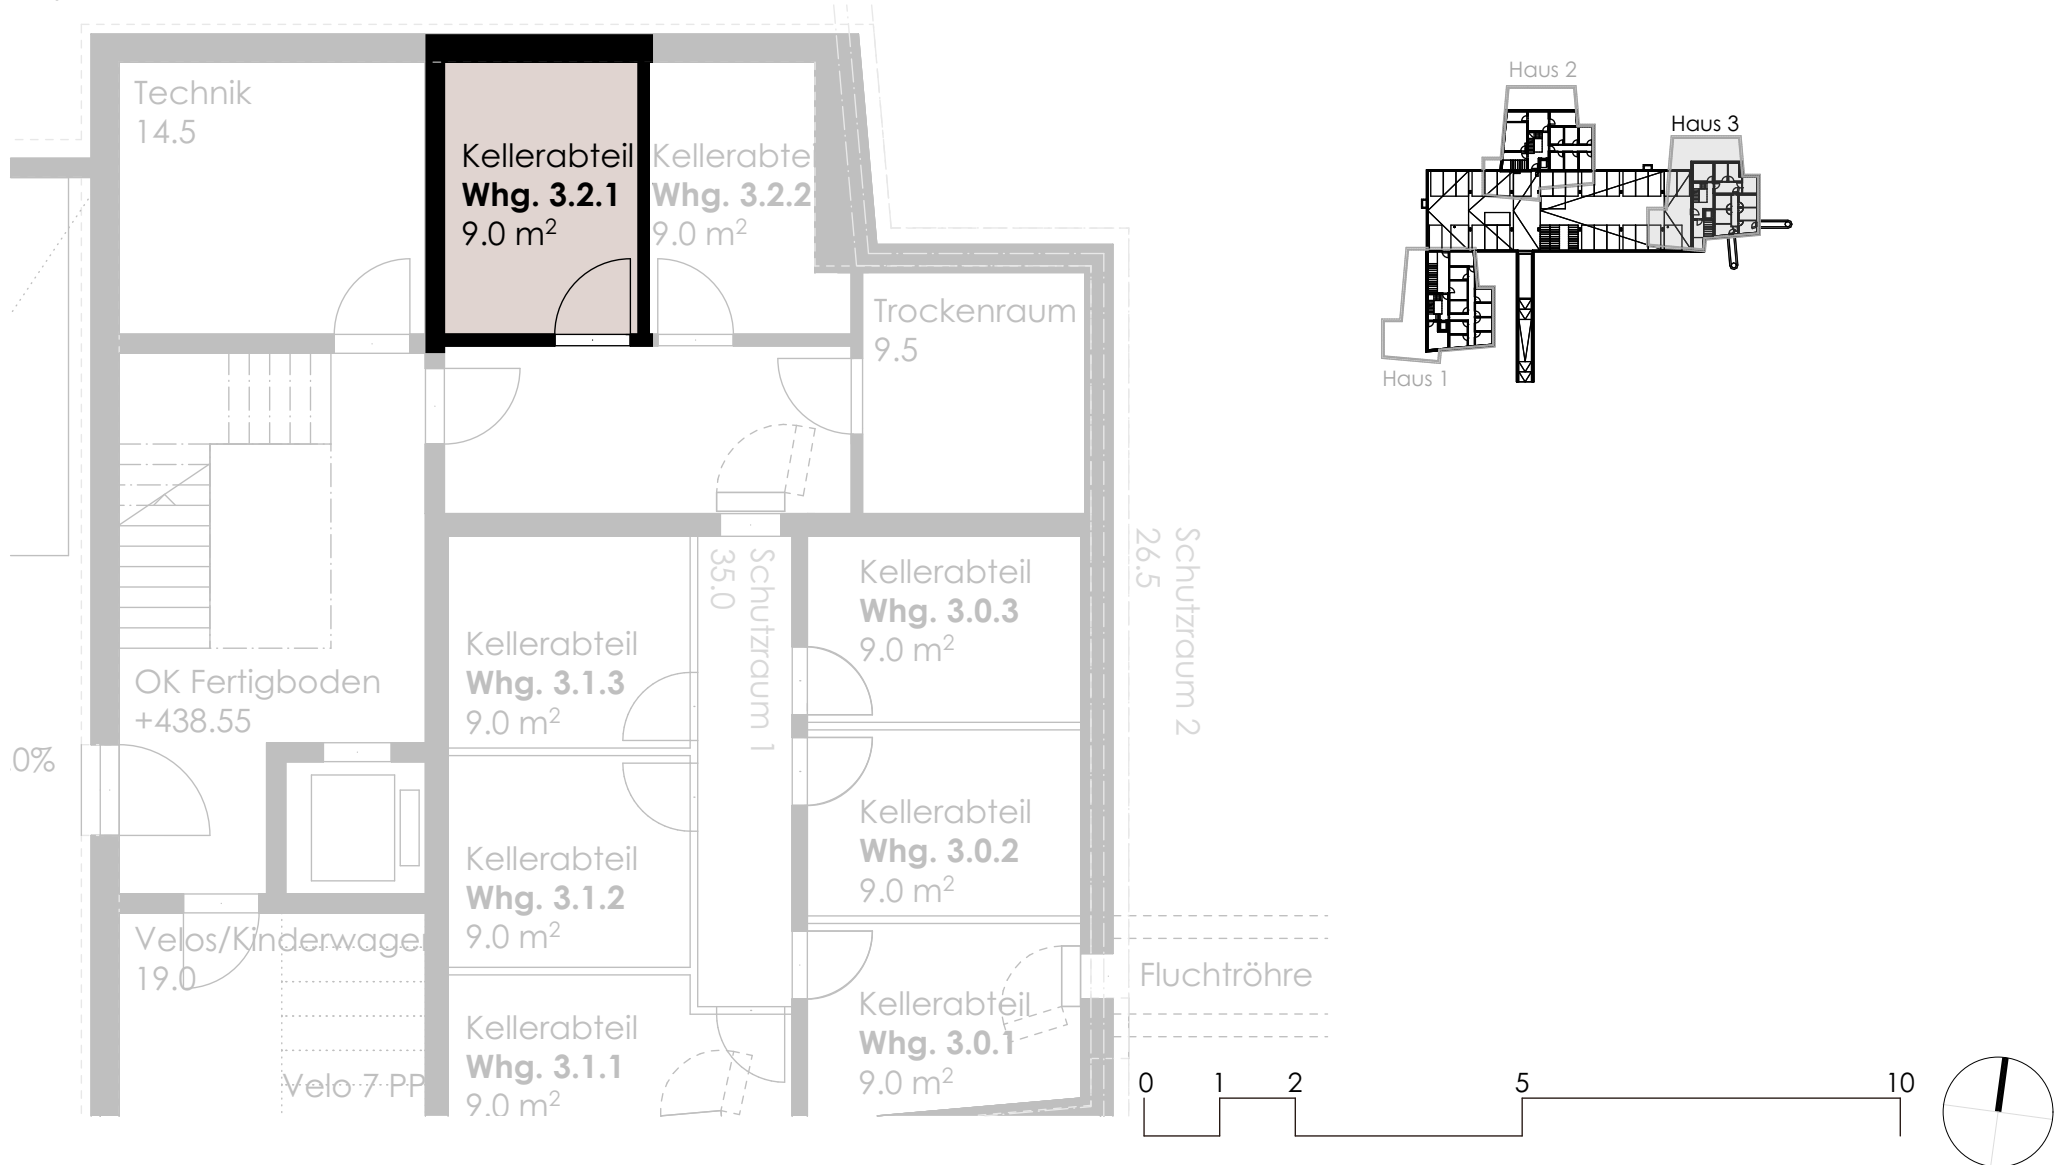 Technik
14.5
Kellerabteil
Whg. 3.2.1
9.0 m²
Kellerabte
Whg. 3.2.2
9.0 m²
Trockenraum
9.5
Haus 2
Haus 3
Haus 1
Schutzraum 1
35.0
Schutzraum 2
26.5
Kellerabteil
Whg. 3.0.3
9.0 m²
Kellerabteil
Whg. 3.1.3
9.0 m²
OK Fertigboden
+438.55
0%
Kellerabteil
Whg. 3.0.2
9.0 m²
Kellerabteil
Whg. 3.1.2
9.0 m²
Velos/Kinderwagen
19.0
Fluchtröhre
Kellerabteil
Whg. 3.0.1
9.0 m²
Kellerabteil
Whg. 3.1.1
9.0 m²
Velo 7 PP
0 1 2 5 10